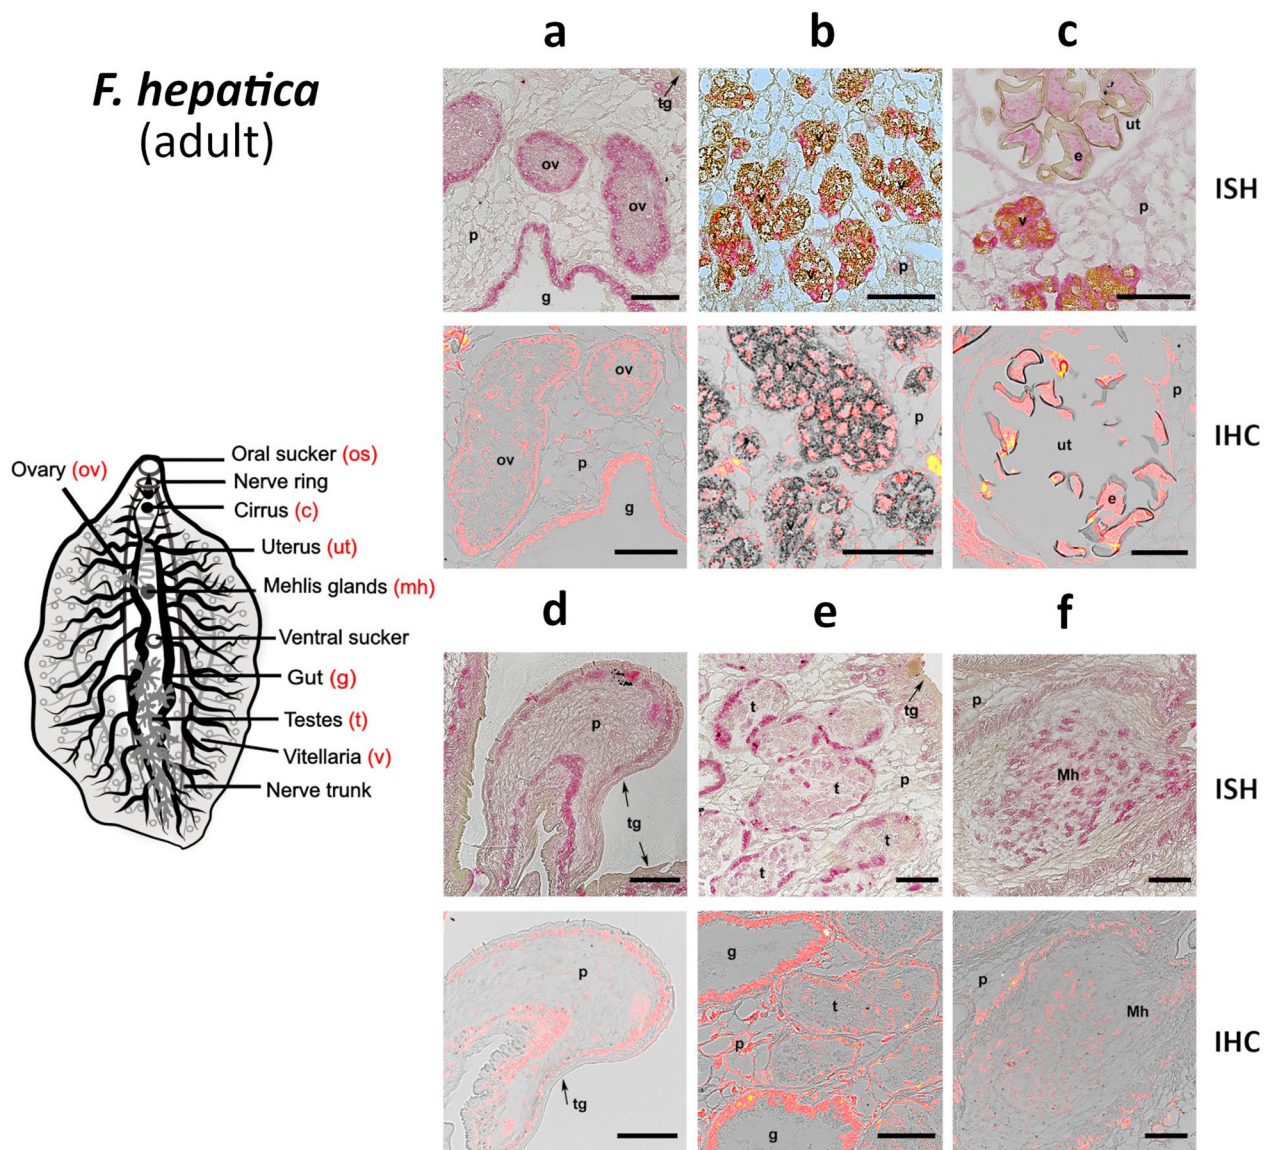 F. hepatica
(adult)
a
b
c
tg
ov
ov
p
g
v
v
v
v
p
ut
e
v
p
ISH
ov
ov
p
g
v
p
p
ut
e
IHC
Oral sucker (os)
Ovary (ov)
Nerve ring
Cirrus (c)
Uterus (ut)
Mehlis glands (mh)
Ventral sucker
Gut (g)
Testes (t)
Vitellaria (v)
Nerve trunk
d
e
f
p
tg
t
tg
p
t
t
t
p
Mh
ISH
p
tg
g
t
p
g
p
Mh
IHC